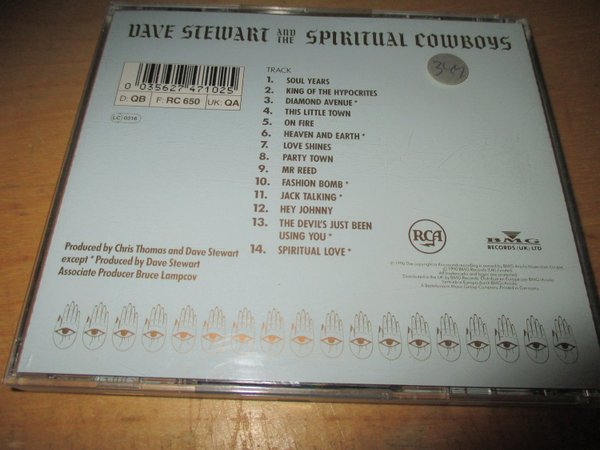 DAVE STEWART AND THE SPIRITUAL COWBOYS
0 035627 471025
D: QB F: RC 650 UK: QA
LC 0316
TRACK
1. SOUL YEARS
2. KING OF THE HYPOCRITES
3. DIAMOND AVENUE *
4. THIS LITTLE TOWN
5. ON FIRE
6. HEAVEN AND EARTH *
7. LOVE SHINES
8. PARTY TOWN
9. MR REED
10. FASHION BOMB *
11. JACK TALKING *
12. HEY JOHNNY
13. THE DEVIL'S JUST BEEN
USING YOU *
14. SPIRITUAL LOVE *
Produced by Chris Thomas and Dave Stewart
except * Produced by Dave Stewart
Associate Producer Bruce Lampcov
RCA
BMG
RECORDS (UK) LTD